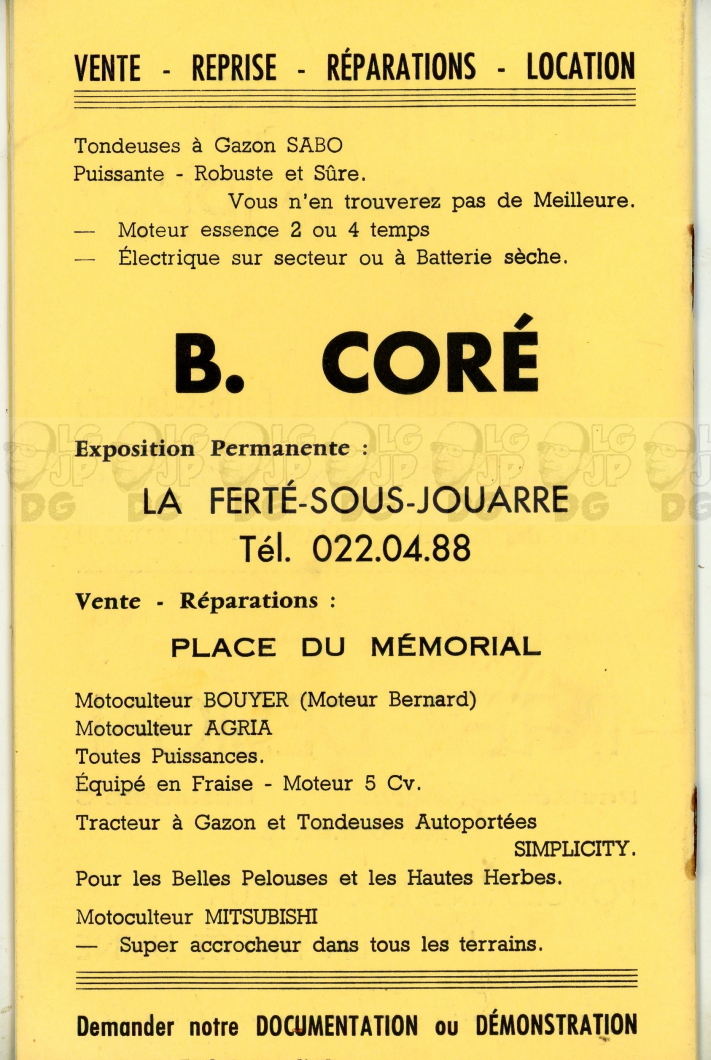 VENTE - REPRISE - RÉPARATIONS - LOCATION
Tondeuses à Gazon SABO
Puissante - Robuste et Sûre.
Vous n'en trouverez pas de Meilleure.
— Moteur essence 2 ou 4 temps
— Électrique sur secteur ou à Batterie sèche.
B. CORÉ
Exposition Permanente :
LA FERTÉ-SOUS-JOUARRE
Tél. 022.04.88
Vente - Réparations :
PLACE DU MÉMORIAL
Motoculteur BOUYER (Moteur Bernard)
Motoculteur AGRIA
Toutes Puissances.
Équipé en Fraise - Moteur 5 Cv.
Tracteur à Gazon et Tondeuses Autoportées
SIMPLICITY.
Pour les Belles Pelouses et les Hautes Herbes.
Motoculteur MITSUBISHI
— Super accrocheur dans tous les terrains.
Demander notre DOCUMENTATION ou DÉMONSTRATION